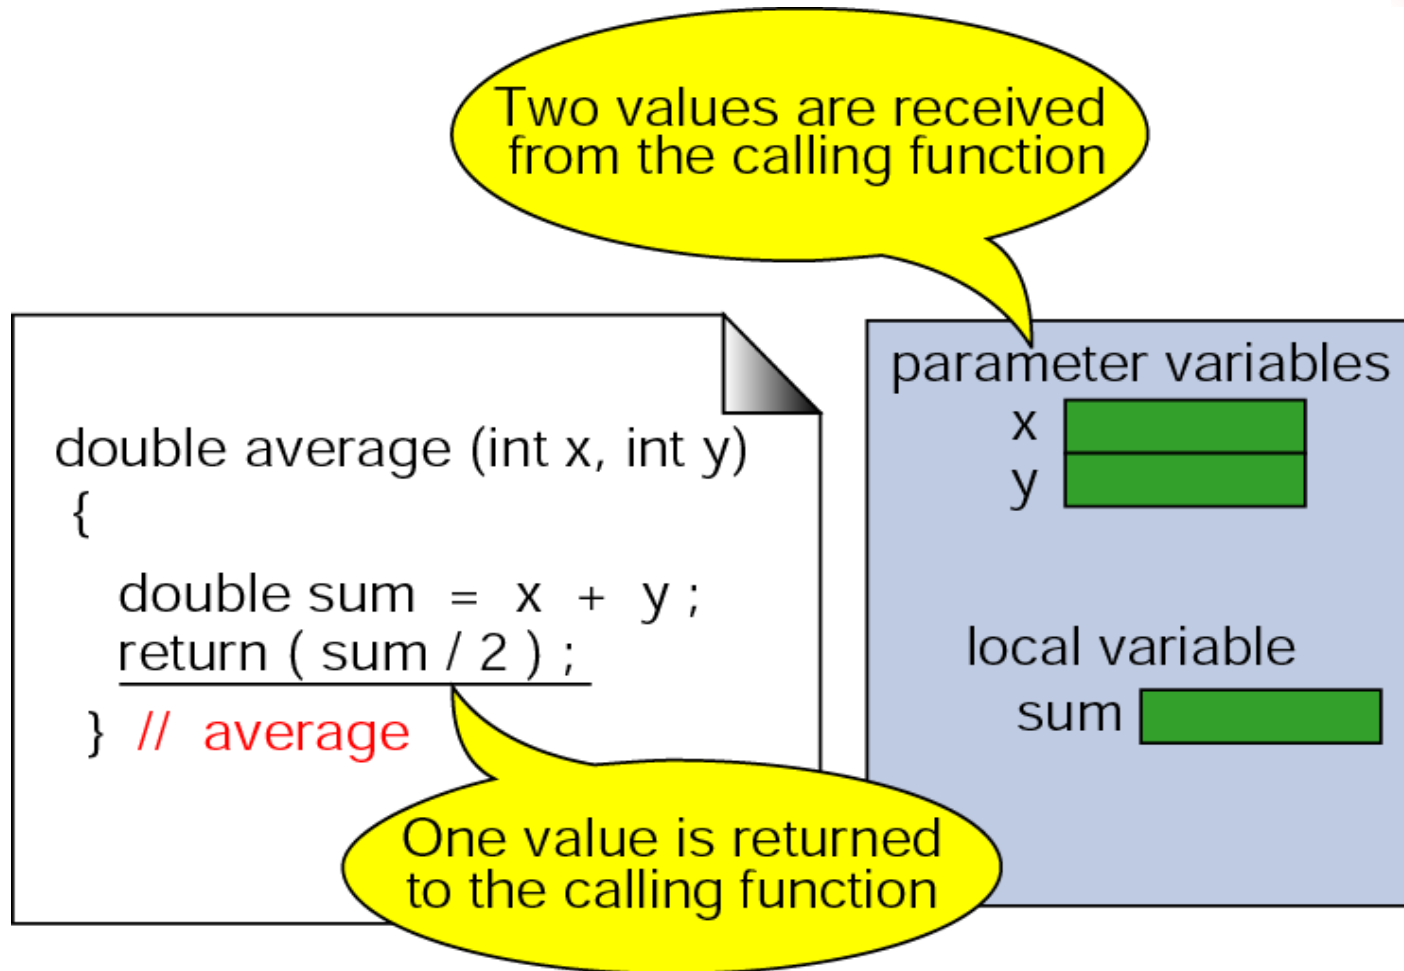 Two values are received
from the calling function
double average (int x, int y)
{
double sum = x + y ;
return ( sum / 2 ) ;
} // average
One value is returned
to the calling function
parameter variables
x
y
local variable
sum